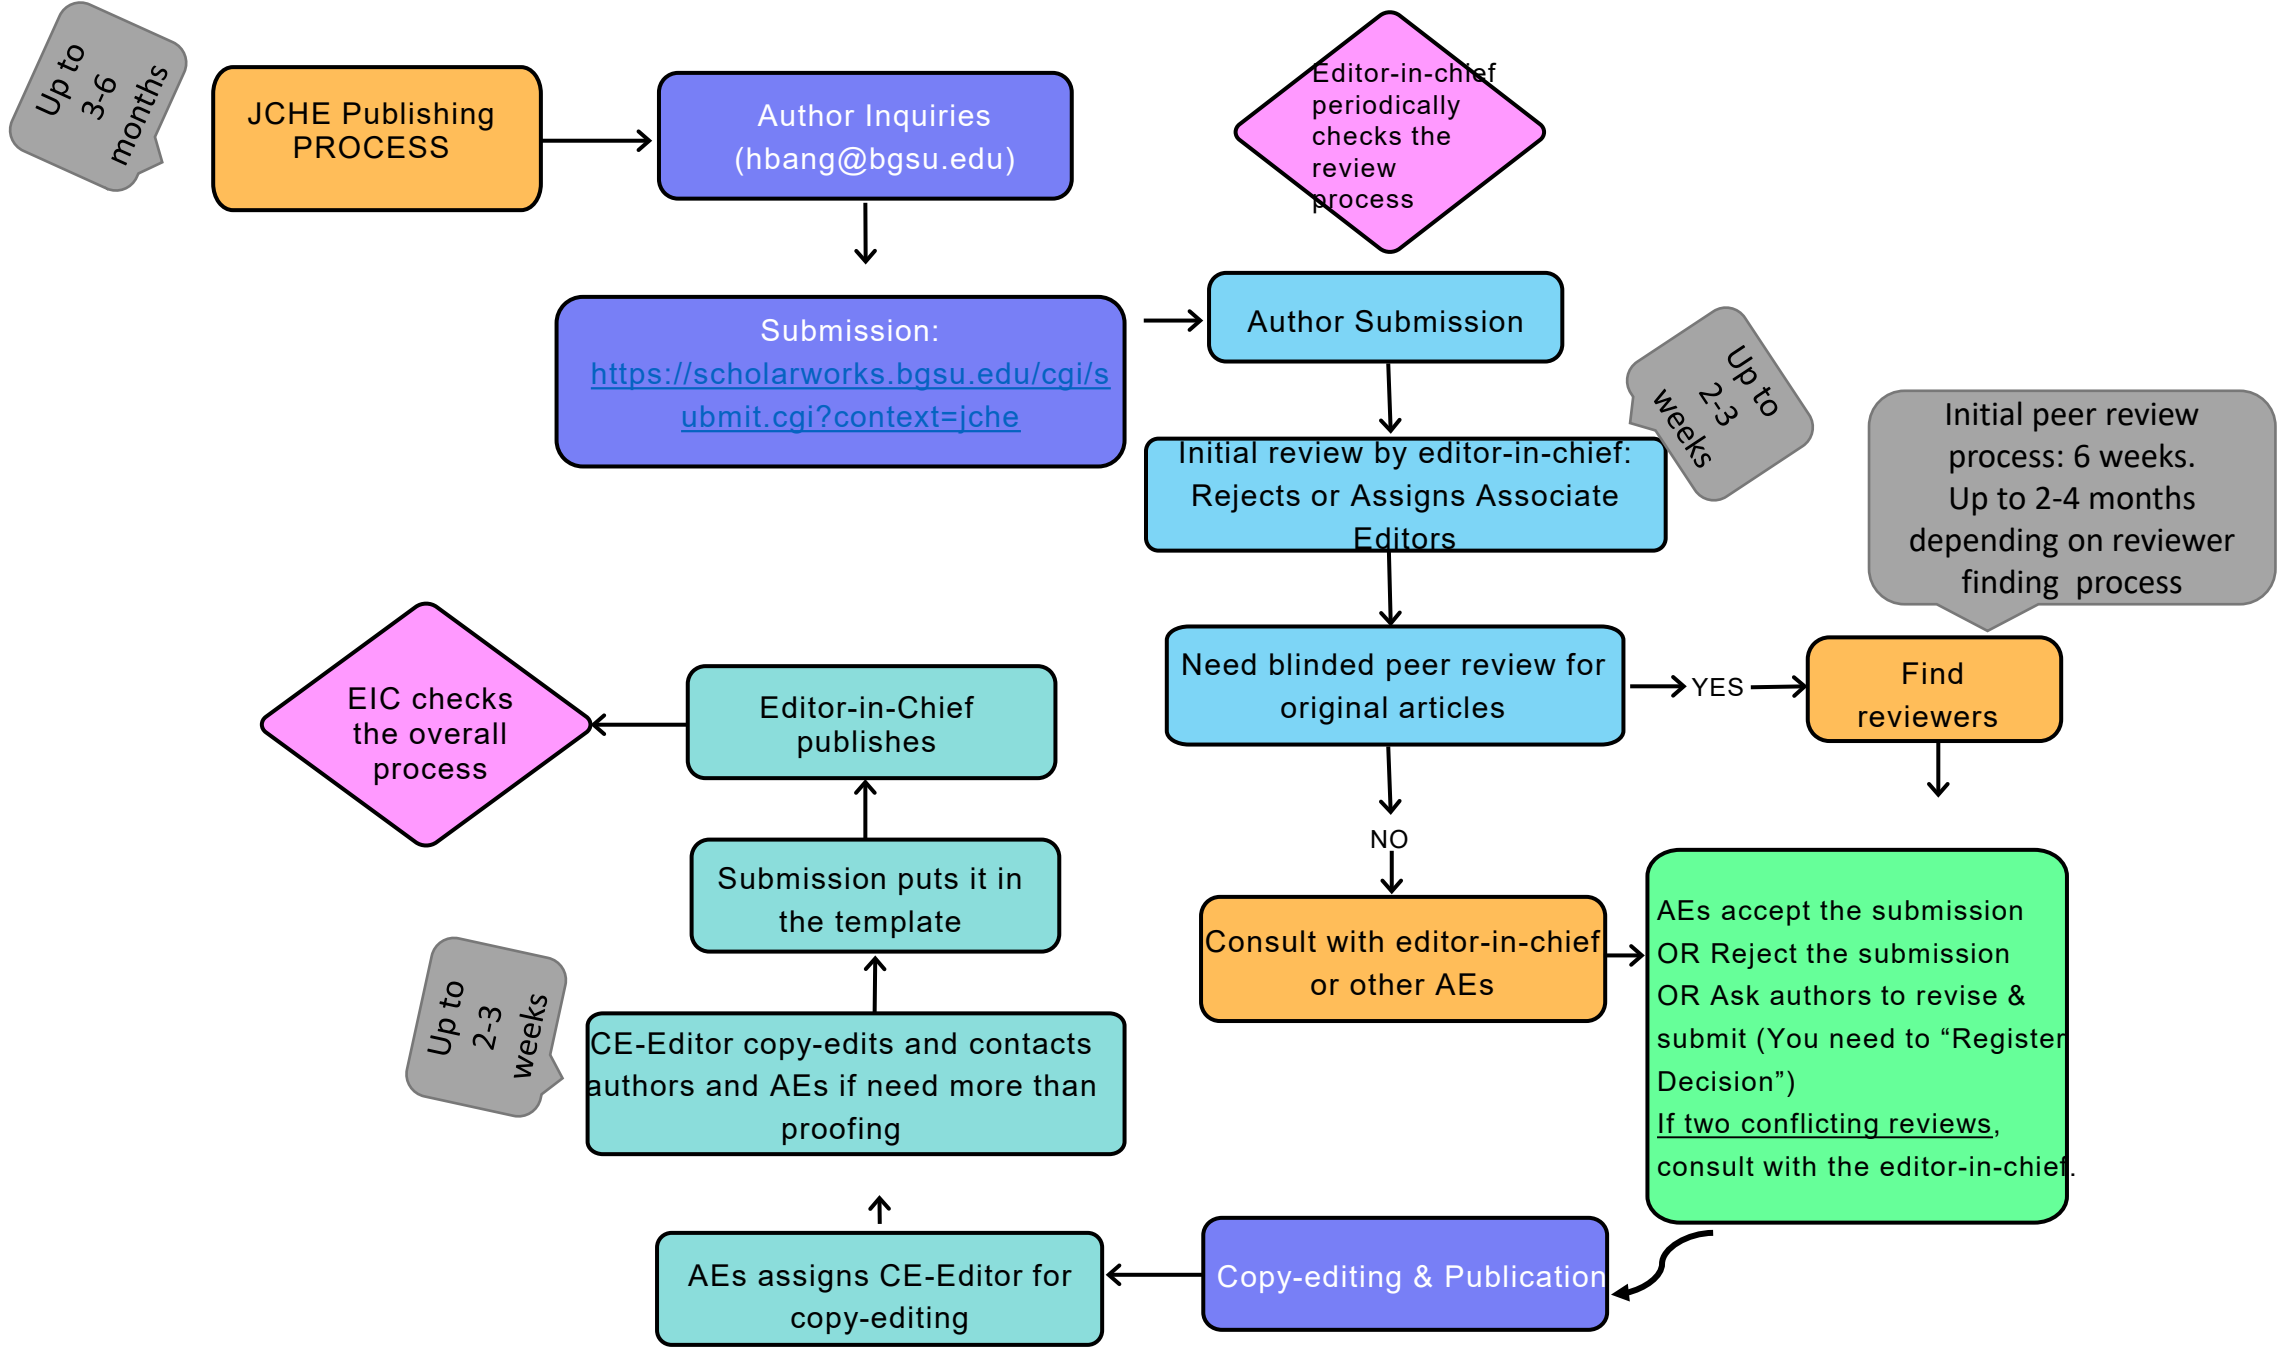 Up to
3-6
months
JCHE Publishing
PROCESS
Author Inquiries
(hbang@bgsu.edu)
Editor-in-chief
periodically
checks the
review
process
Submission:
https://scholarworks.bgsu.edu/cgi/s
ubmit.cgi?context=jche
Author Submission
Up to
2-3
weeks
Initial review by editor-in-chief:
Rejects or Assigns Associate
Editors
Initial peer review
process: 6 weeks.
Up to 2-4 months
depending on reviewer
finding process
Need blinded peer review for
original articles
YES
Find
reviewers
NO
Consult with editor-in-chief
or other AEs
AEs accept the submission
OR Reject the submission
OR Ask authors to revise &
submit (You need to “Register
Decision”)
If two conflicting reviews,
consult with the editor-in-chief.
Copy-editing & Publication
AEs assigns CE-Editor for
copy-editing
CE-Editor copy-edits and contacts
authors and AEs if need more than
proofing
Up to
2-3
weeks
Submission puts it in
the template
Editor-in-Chief
publishes
EIC checks
the overall
process